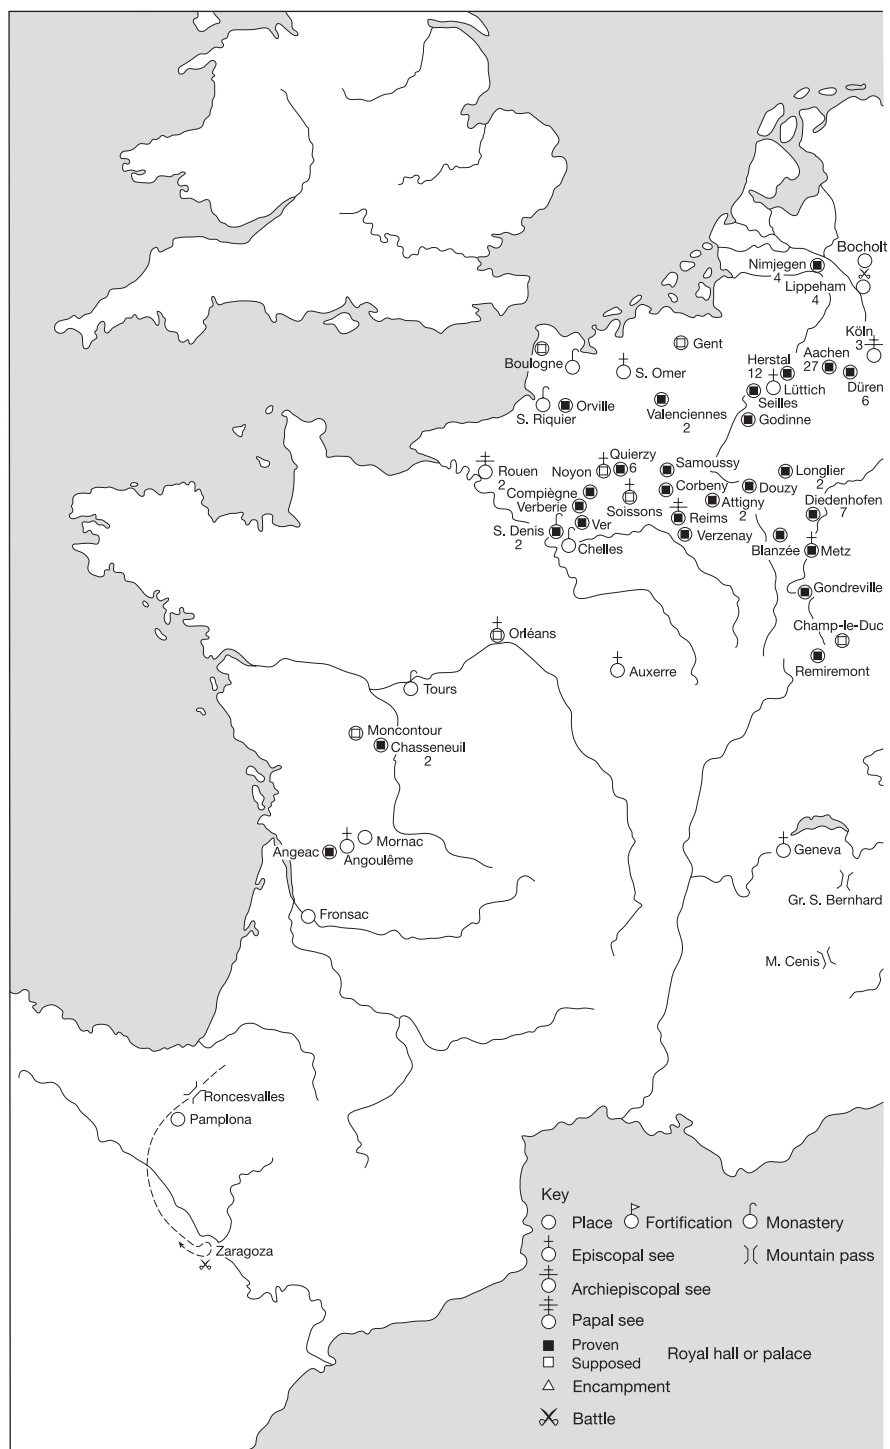 Bocholt
Nimjegen
4
Lippeham
4
Köln
3
Gent
Boulogne
S. Omer
Herstal
12
Aachen
27
Lüttich
Düren
6
Seilles
S. Riquier
Orville
Valenciennes
2
Godinne
Rouen
2
Noyon
Quierzy
6
Samoussy
Longlier
2
Compiègne
Soissons
Corbeny
Attigny
2
Douzy
Diedenhofen
7
Verberie
Ver
Reims
S. Denis
2
Chelles
Verzenay
Blanzée
Metz
Gondreville
Champ-le-Duc
Orléans
Auxerre
Remiremont
Tours
Moncontour
Chasseneuil
2
Mornac
Angeac
Angoulême
Geneva
Gr. S. Bernhard
Fronsac
M. Cenis
Roncesvalles
Pamplona
Zaragoza
Key
Place
Fortification
Monastery
Episcopal see
Mountain pass
Archiepiscopal see
Papal see
Proven
Supposed
Royal hall or palace
Encampment
Battle